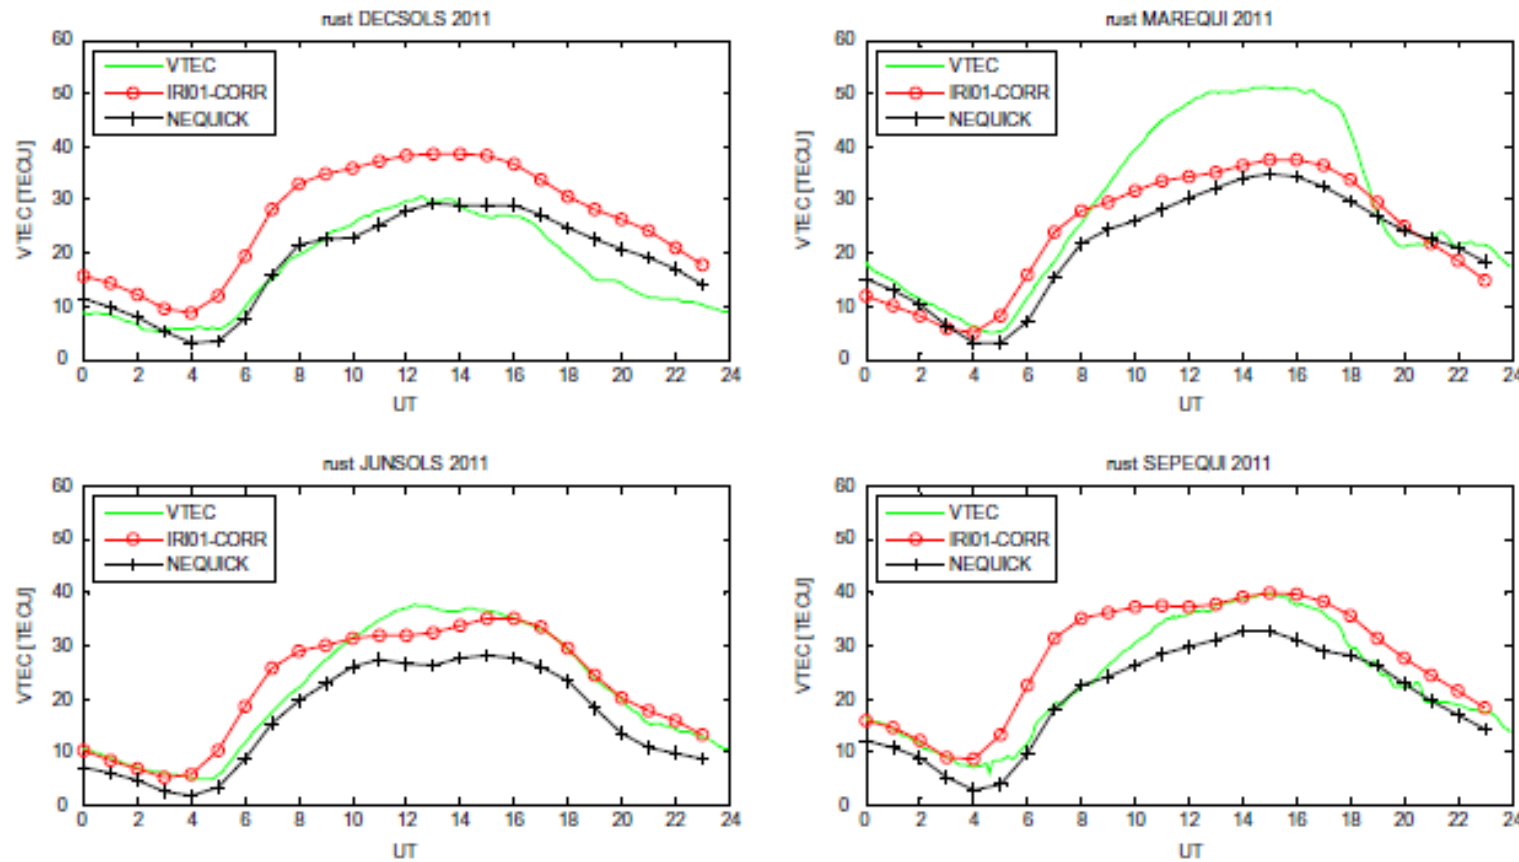 rust DECSOLS 2011
60
50
40
30
20
10
0
VTEC [TECU]
VTEC
IRI01-CORR
NEQUICK
0 2 4 6 8 10 12 14 16 18 20 22 24
UT
rust MAREQUI 2011
60
50
40
30
20
10
0
VTEC [TECU]
VTEC
IRI01-CORR
NEQUICK
0 2 4 6 8 10 12 14 16 18 20 22 24
UT
rust JUNSOLS 2011
60
50
40
30
20
10
0
VTEC [TECU]
VTEC
IRI01-CORR
NEQUICK
0 2 4 6 8 10 12 14 16 18 20 22 24
UT
rust SEPEQUI 2011
60
50
40
30
20
10
0
VTEC [TECU]
VTEC
IRI01-CORR
NEQUICK
0 2 4 6 8 10 12 14 16 18 20 22 24
UT